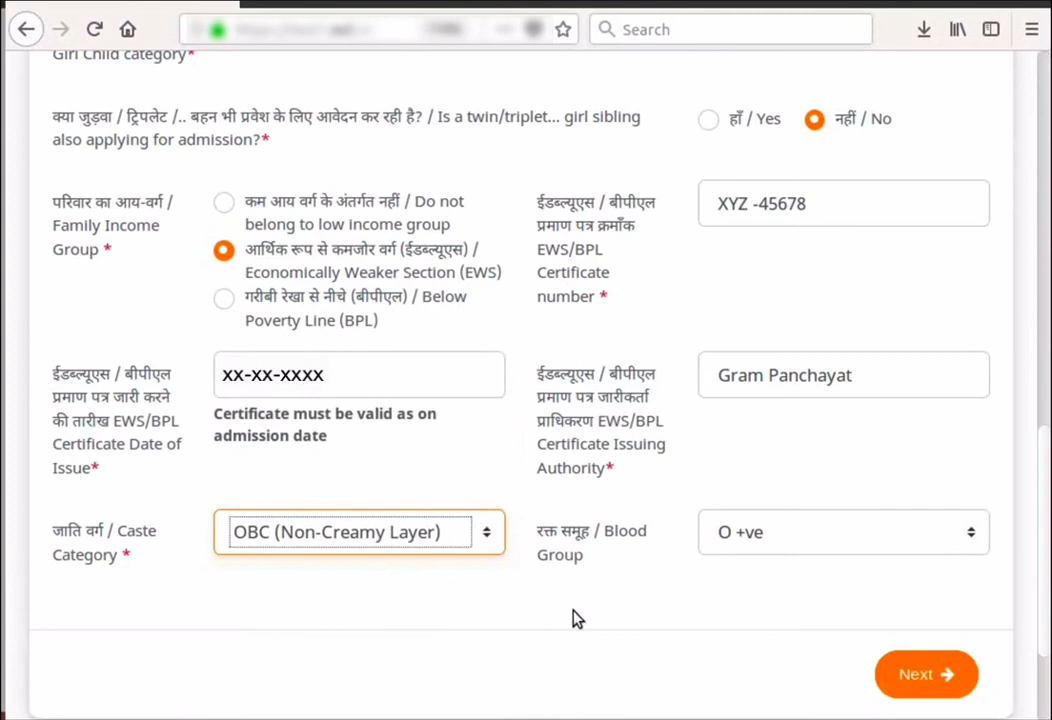 Search
Girl Child category*
क्या जुड़वा / ट्रिपलेट /.. बहन भी प्रवेश के लिए आवेदन कर रही है? / Is a twin/triplet... girl sibling
also applying for admission?*
हाँ / Yes
नहीं / No
परिवार का आय-वर्ग /
Family Income
Group *
कम आय वर्ग के अंतर्गत नहीं / Do not
belong to low income group
आर्थिक रूप से कमजोर वर्ग (ईडब्ल्यूएस) /
Economically Weaker Section (EWS)
गरीबी रेखा से नीचे (बीपीएल) / Below
Poverty Line (BPL)
ईडब्ल्यूएस / बीपीएल
प्रमाण पत्र क्रमाँक
EWS/BPL
Certificate
number *
XYZ -45678
ईडब्ल्यूएस / बीपीएल
प्रमाण पत्र जारी करने
की तारीख EWS/BPL
Certificate Date of
Issue*
xx-xx-xxxx
Certificate must be valid as on
admission date
ईडब्ल्यूएस / बीपीएल
प्रमाण पत्र जारीकर्ता
प्राधिकरण EWS/BPL
Certificate Issuing
Authority*
Gram Panchayat
जाति वर्ग / Caste
Category *
OBC (Non-Creamy Layer)
रक्त समूह / Blood
Group
O +ve
Next